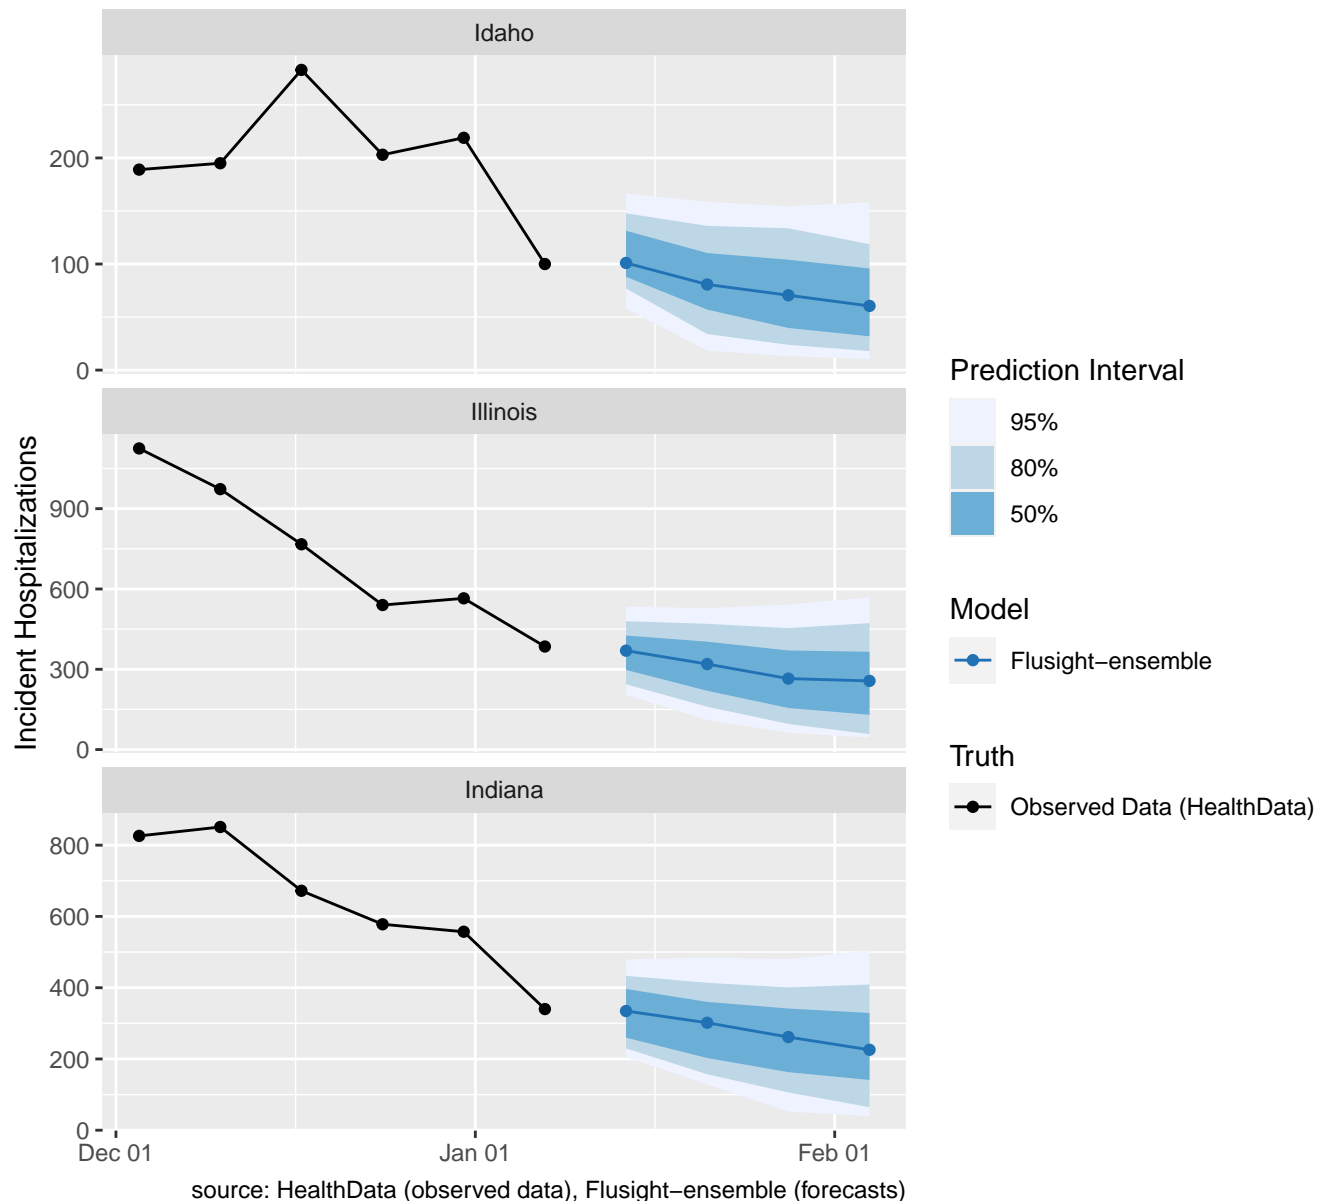 Idaho
200
100
0
Illinois
900
600
300
0
Indiana
800
600
400
200
0
Dec 01
Jan 01
Feb 01
Incident Hospitalizations
source: HealthData (observed data), Flusight−ensemble (forecasts)
Prediction Interval
95%
80%
50%
Model
Flusight−ensemble
Truth
Observed Data (HealthData)